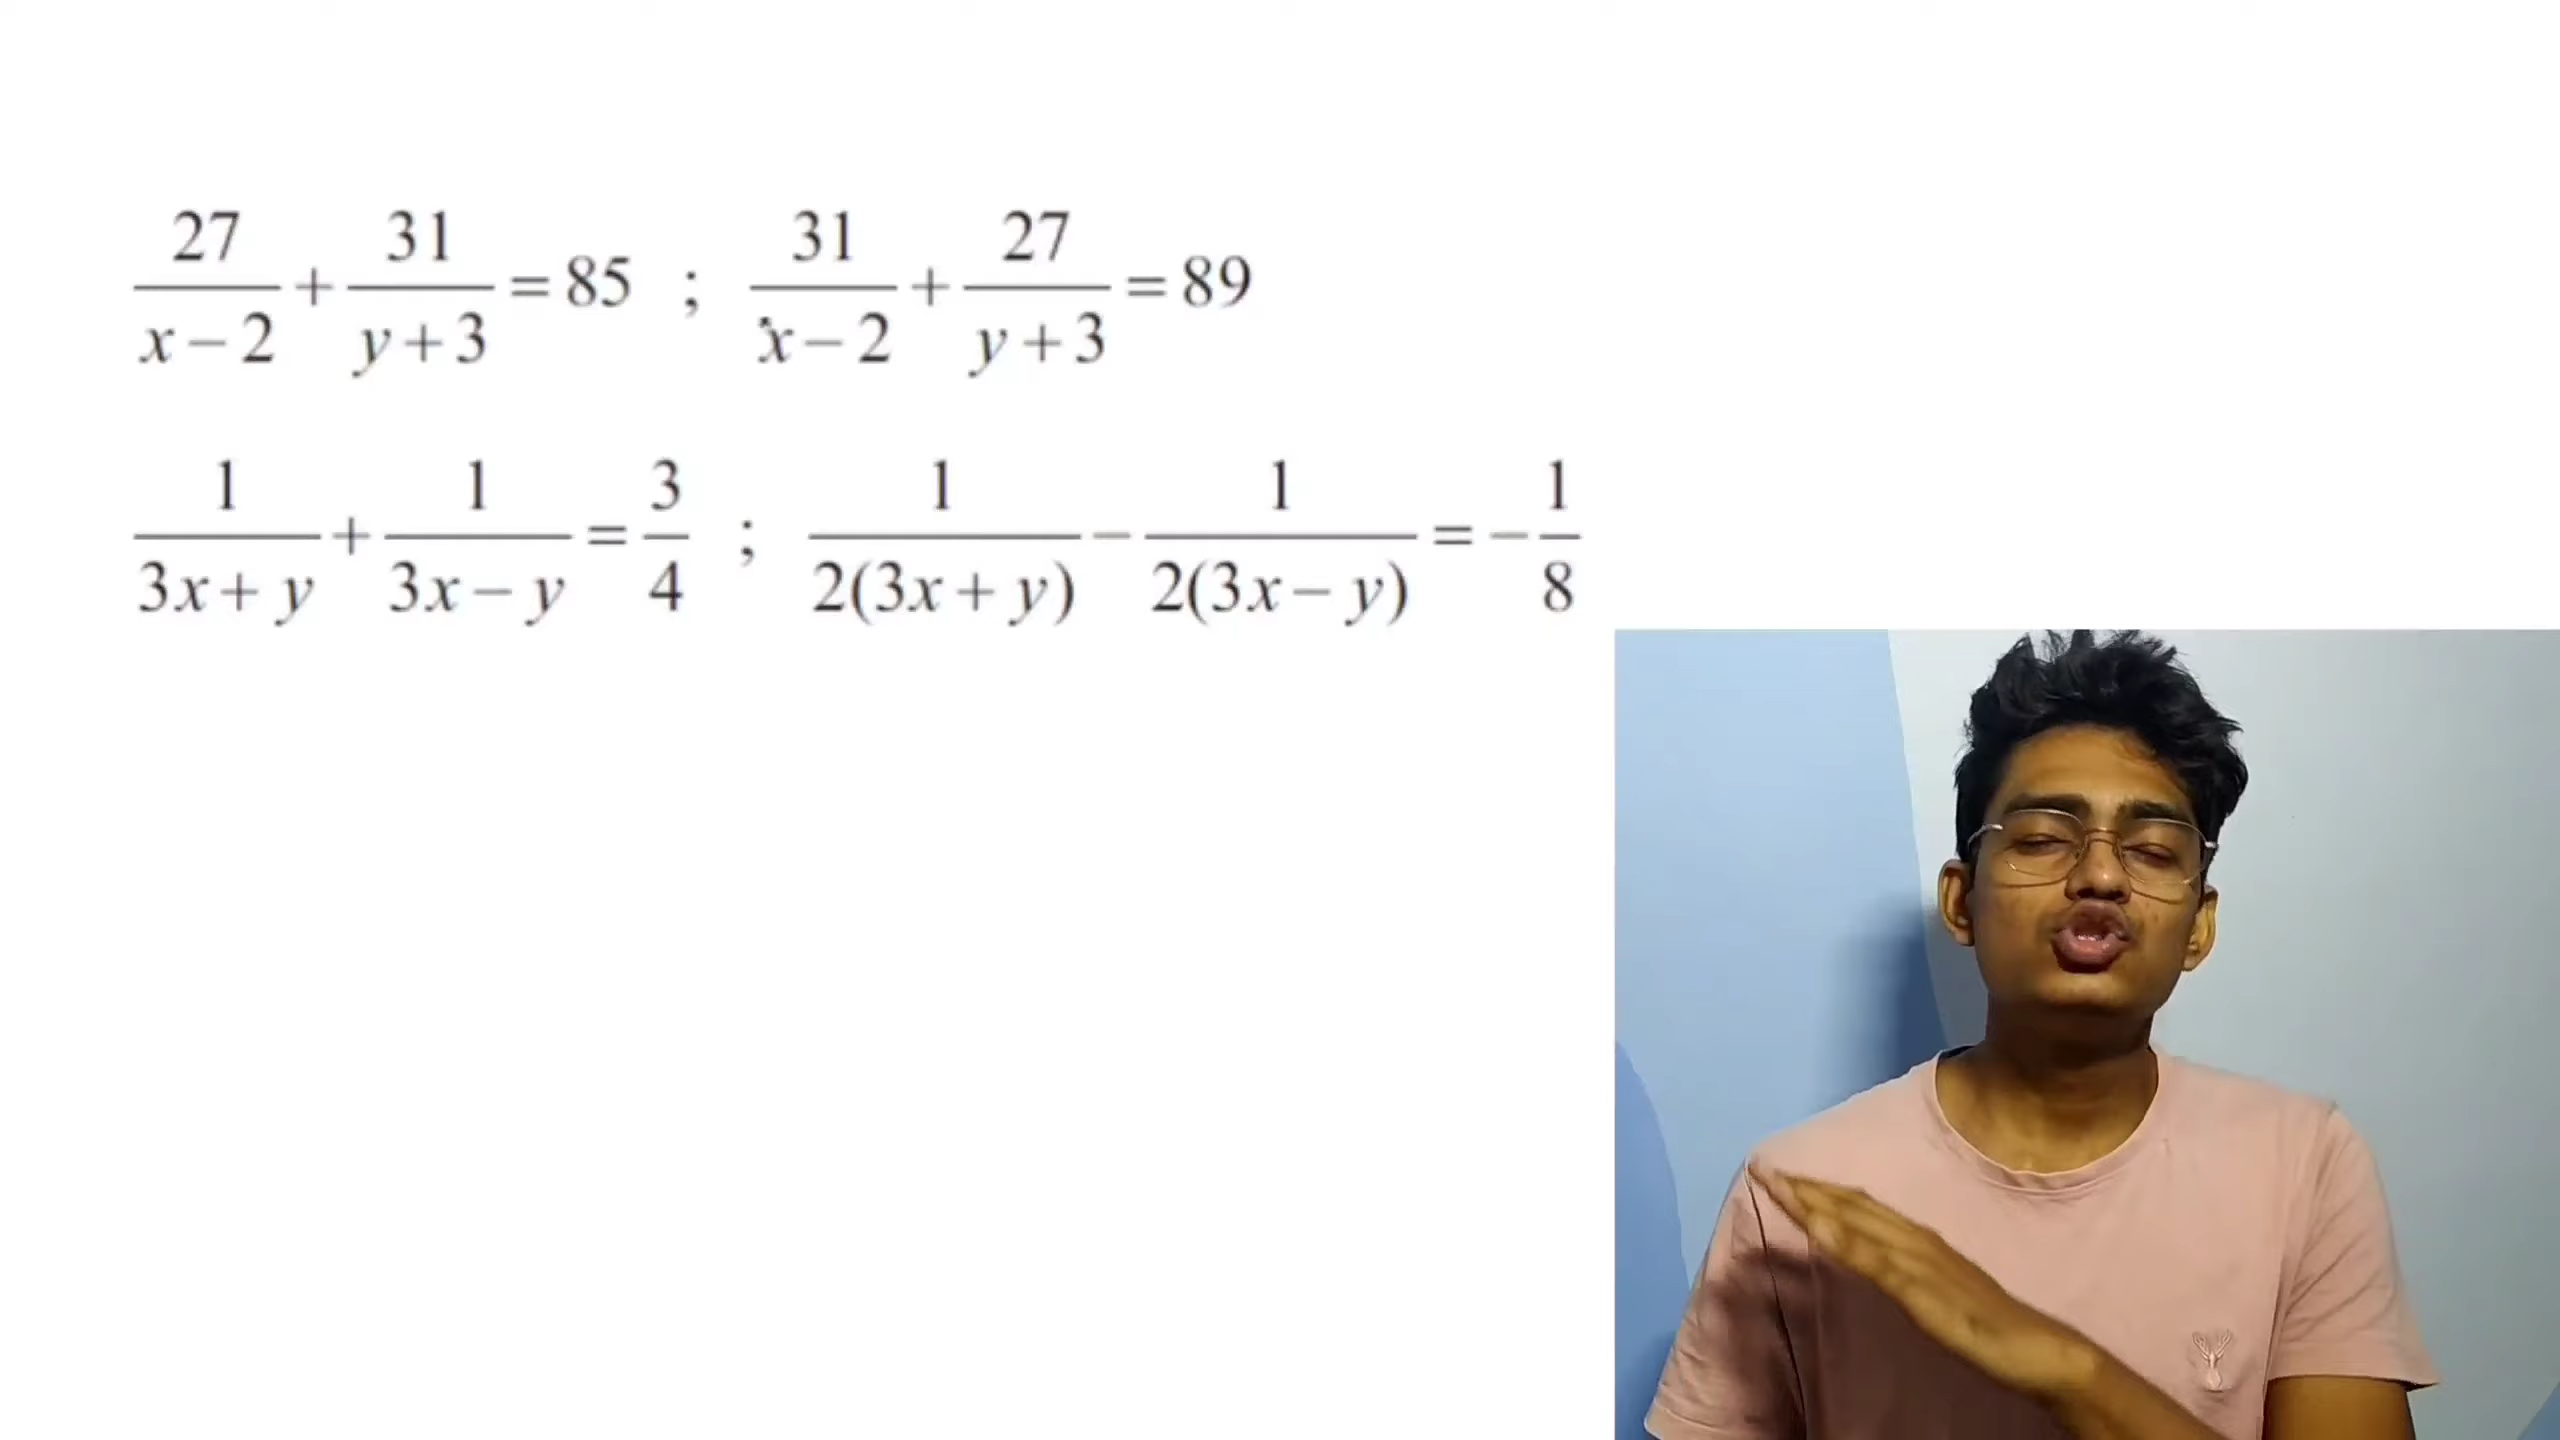 27/(x−2) + 31/(y+3) = 85 ; 31/(x−2) + 27/(y+3) = 89
1/(3x+y) + 1/(3x−y) = 3/4 ; 1/(2(3x+y)) − 1/(2(3x−y)) = −1/8